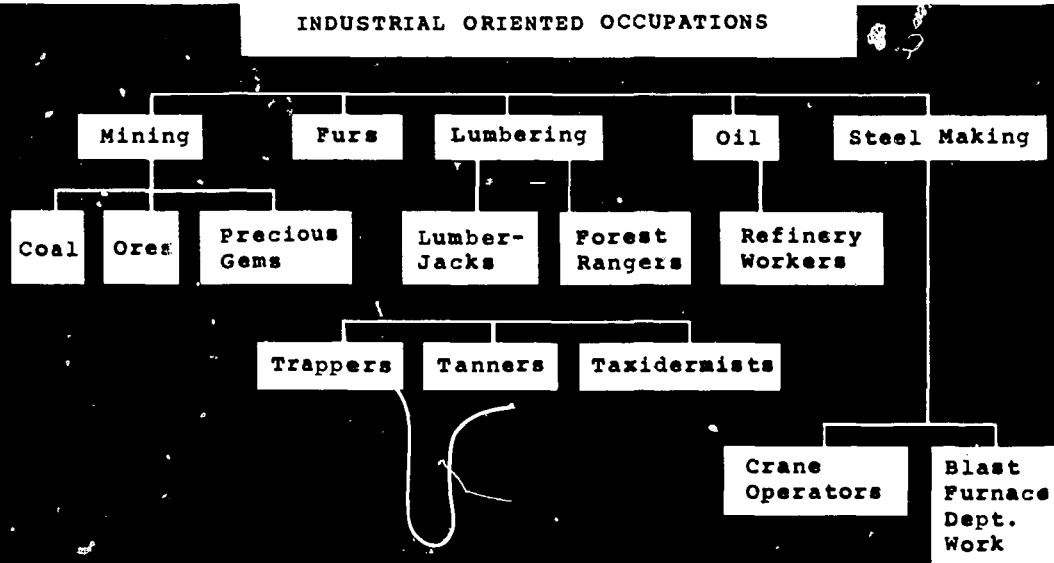 INDUSTRIAL ORIENTED OCCUPATIONS
Mining
Furs
Lumbering
Oil
Steel Making
Coal
Ores
Precious
Gems
Lumber-
Jacks
Forest
Rangers
Refinery
Workers
Trappers
Tanners
Taxidermists
Crane
Operators
Blast
Furnace
Dept.
Work